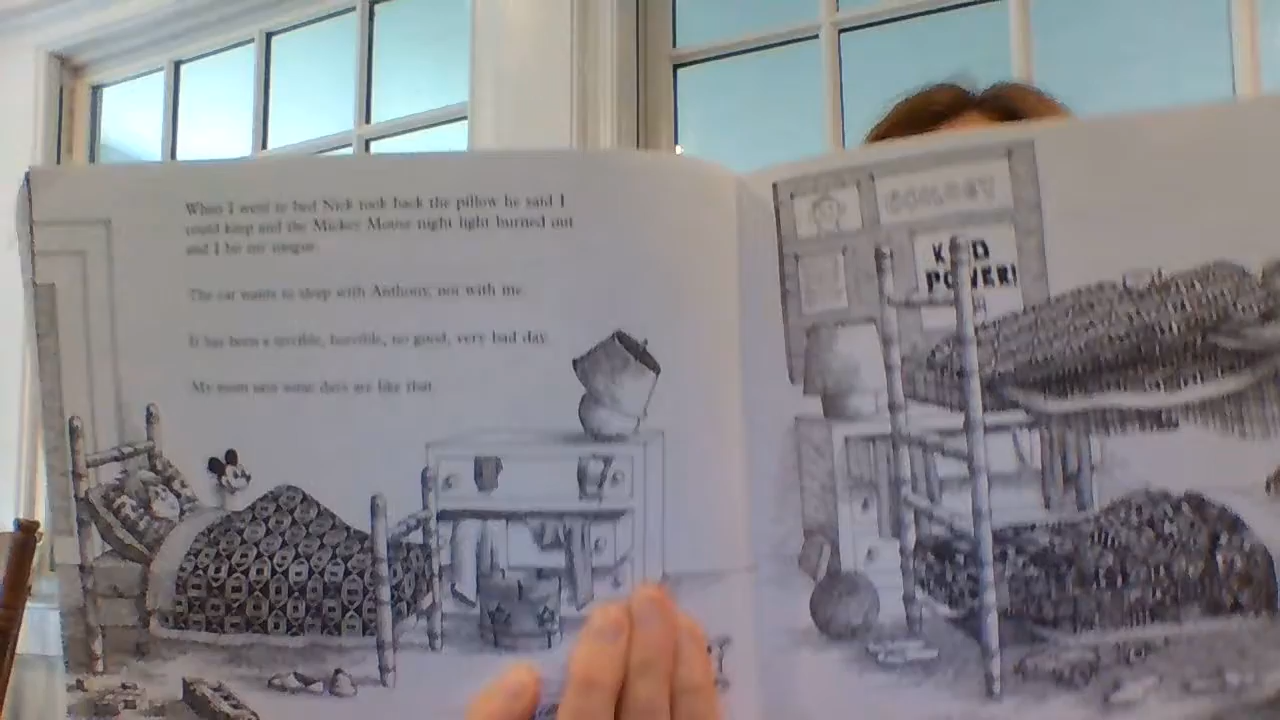 When I went to bed Nick took back the pillow he said I
could keep and the Mickey Mouse night light burned out
and I bit my tongue.
The cat wants to sleep with Anthony, not with me.
It has been a terrible, horrible, no good, very bad day.
My mom says some days are like that.
ECOLOGY
KID
POWER!